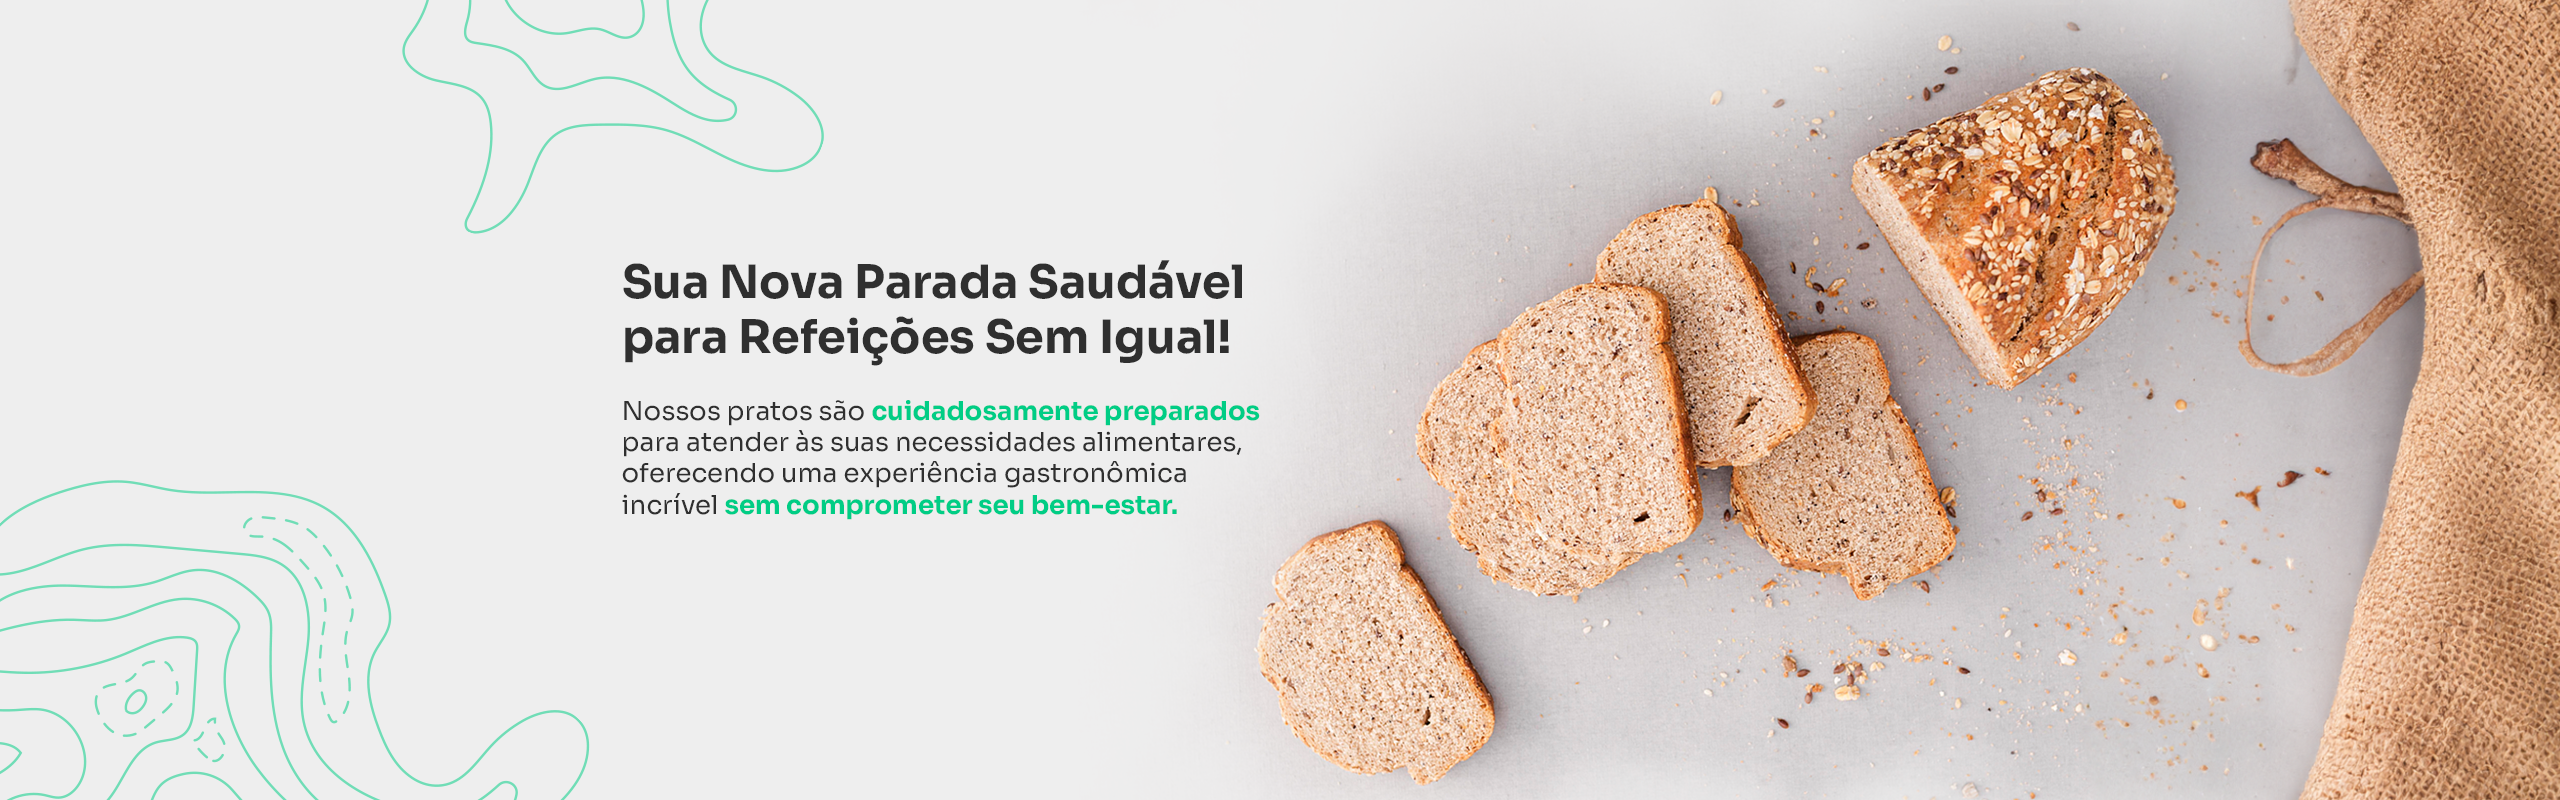 Sua Nova Parada Saudável
para Refeições Sem Igual!
Nossos pratos são cuidadosamente preparados
para atender às suas necessidades alimentares,
oferecendo uma experiência gastronômica
incrível sem comprometer seu bem-estar.